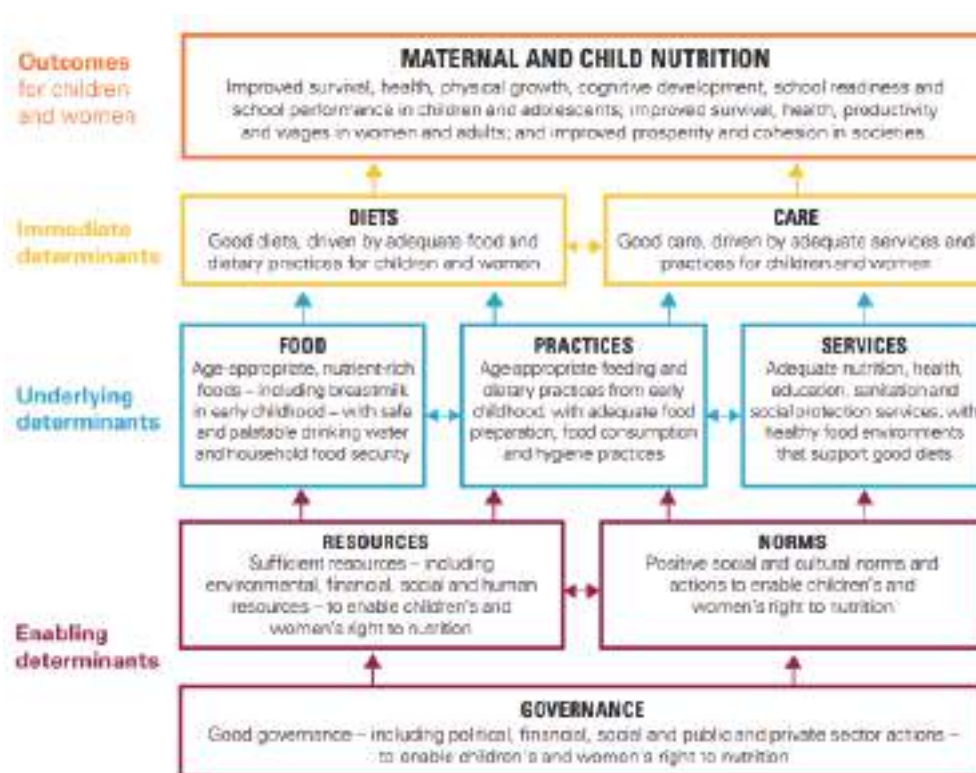 Outcomes
for children
and women
MATERNAL AND CHILD NUTRITION
Improved survival, health, physical growth, cognitive development, school readiness and
school performance in children and adolescents; improved survival, health, productivity
and wages in women and adults; and improved prosperity and cohesion in societies.
Immediate
determinants
DIETS
Good diets, driven by adequate food and
dietary practices for children and women
CARE
Good care, driven by adequate services and
practices for children and women
Underlying
determinants
FOOD
Age-appropriate, nutrient-rich
foods – including breastmilk
in early childhood – with safe
and palatable drinking water
and household food security
PRACTICES
Age-appropriate feeding and
dietary practices from early
childhood, with adequate food
preparation, food consumption
and hygiene practices
SERVICES
Adequate nutrition, health,
education, sanitation and
social protection services, with
healthy food environments
that support good diets
Enabling
determinants
RESOURCES
Sufficient resources – including
environmental, financial, social and human
resources – to enable children's and
women's right to nutrition
NORMS
Positive social and cultural norms and
actions to enable children's and
women's right to nutrition
GOVERNANCE
Good governance – including political, financial, social and public and private sector actions –
to enable children's and women's right to nutrition